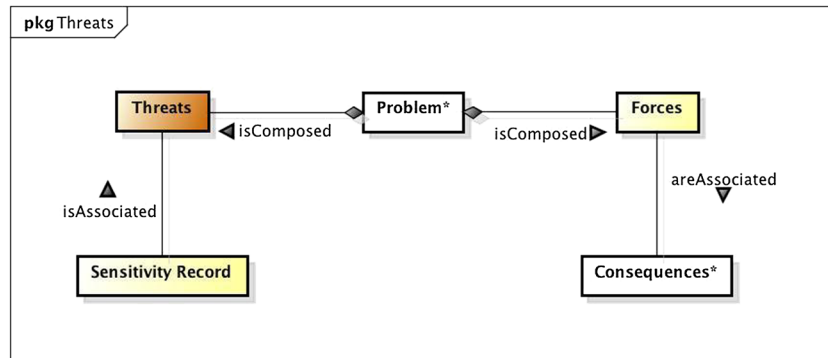 pkg Threats
Threats
Problem*
Forces
isComposed
isComposed
areAssociated
isAssociated
Sensitivity Record
Consequences*